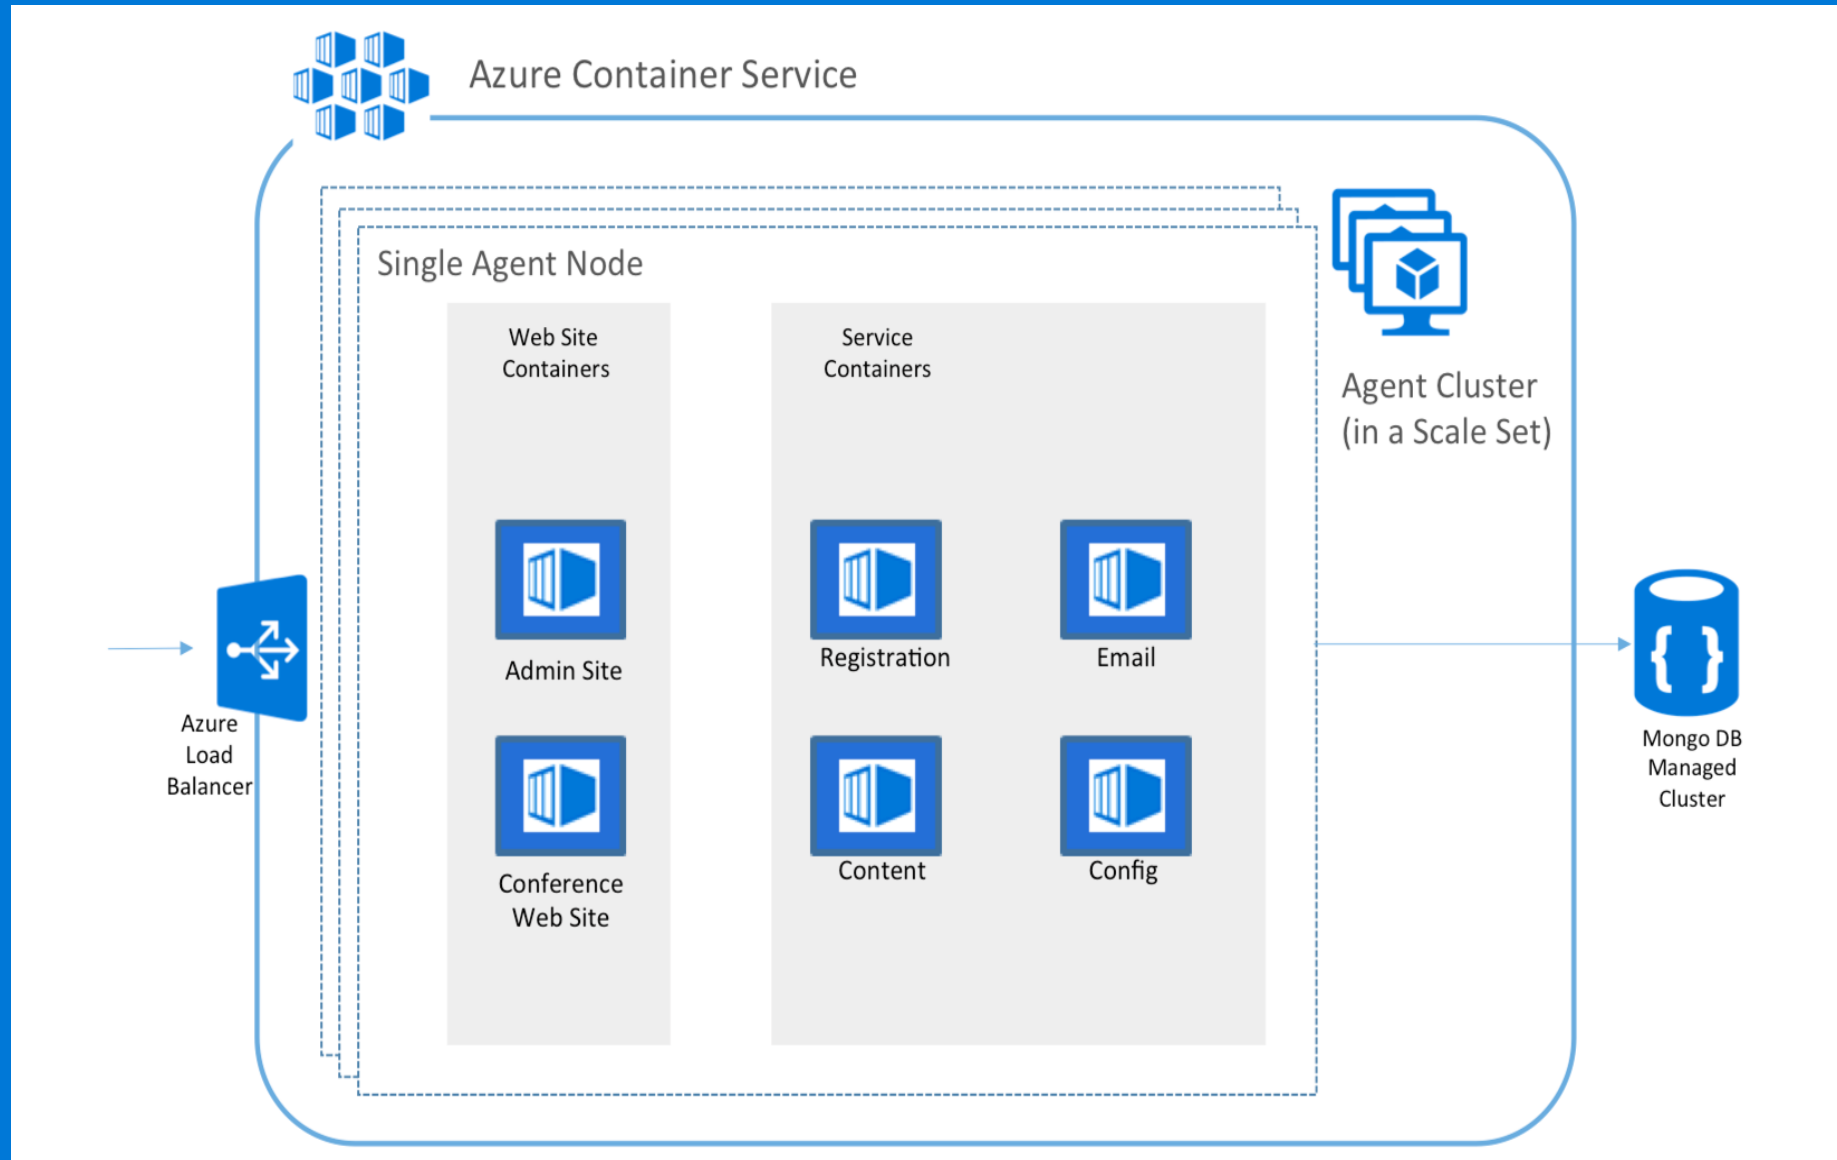 Azure Container Service
Single Agent Node
Web Site
Containers
Service
Containers
Agent Cluster
(in a Scale Set)
Admin Site
Registration
Email
Azure
Load
Balancer
Mongo DB
Managed
Cluster
Conference
Web Site
Content
Config